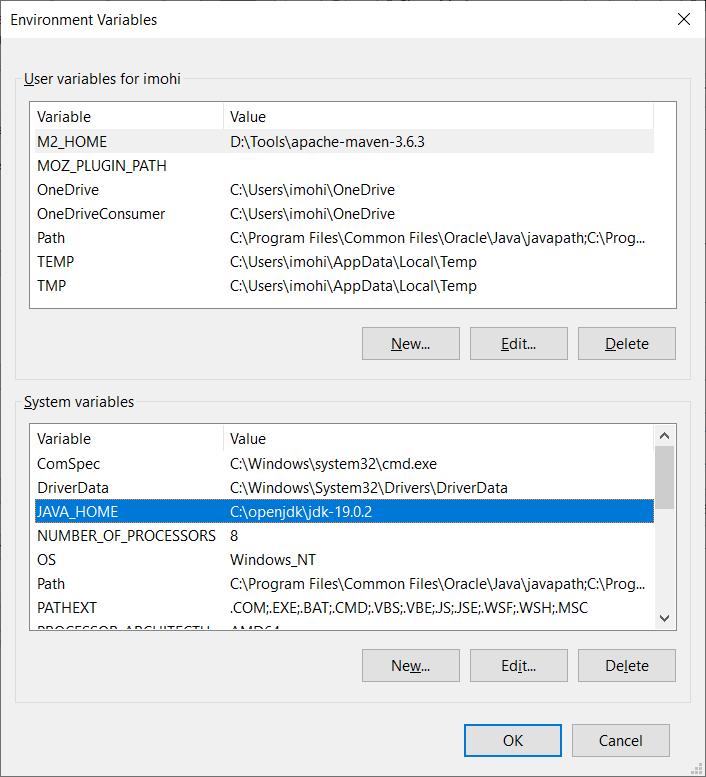 Environment Variables
User variables for imohi
Variable Value
M2_HOME D:\Tools\apache-maven-3.6.3
MOZ_PLUGIN_PATH
OneDrive C:\Users\imohi\OneDrive
OneDriveConsumer C:\Users\imohi\OneDrive
Path C:\Program Files\Common Files\Oracle\Java\javapath;C:\Prog...
TEMP C:\Users\imohi\AppData\Local\Temp
TMP C:\Users\imohi\AppData\Local\Temp
New... Edit... Delete
System variables
Variable Value
ComSpec C:\Windows\system32\cmd.exe
DriverData C:\Windows\System32\Drivers\DriverData
JAVA_HOME C:\openjdk\jdk-19.0.2
NUMBER_OF_PROCESSORS 8
OS Windows_NT
Path C:\Program Files\Common Files\Oracle\Java\javapath;C:\Prog...
PATHEXT .COM;.EXE;.BAT;.CMD;.VBS;.VBE;.JS;.JSE;.WSF;.WSH;.MSC
PROCESSOR_ARCHITECTU AMD64
New... Edit... Delete
OK Cancel